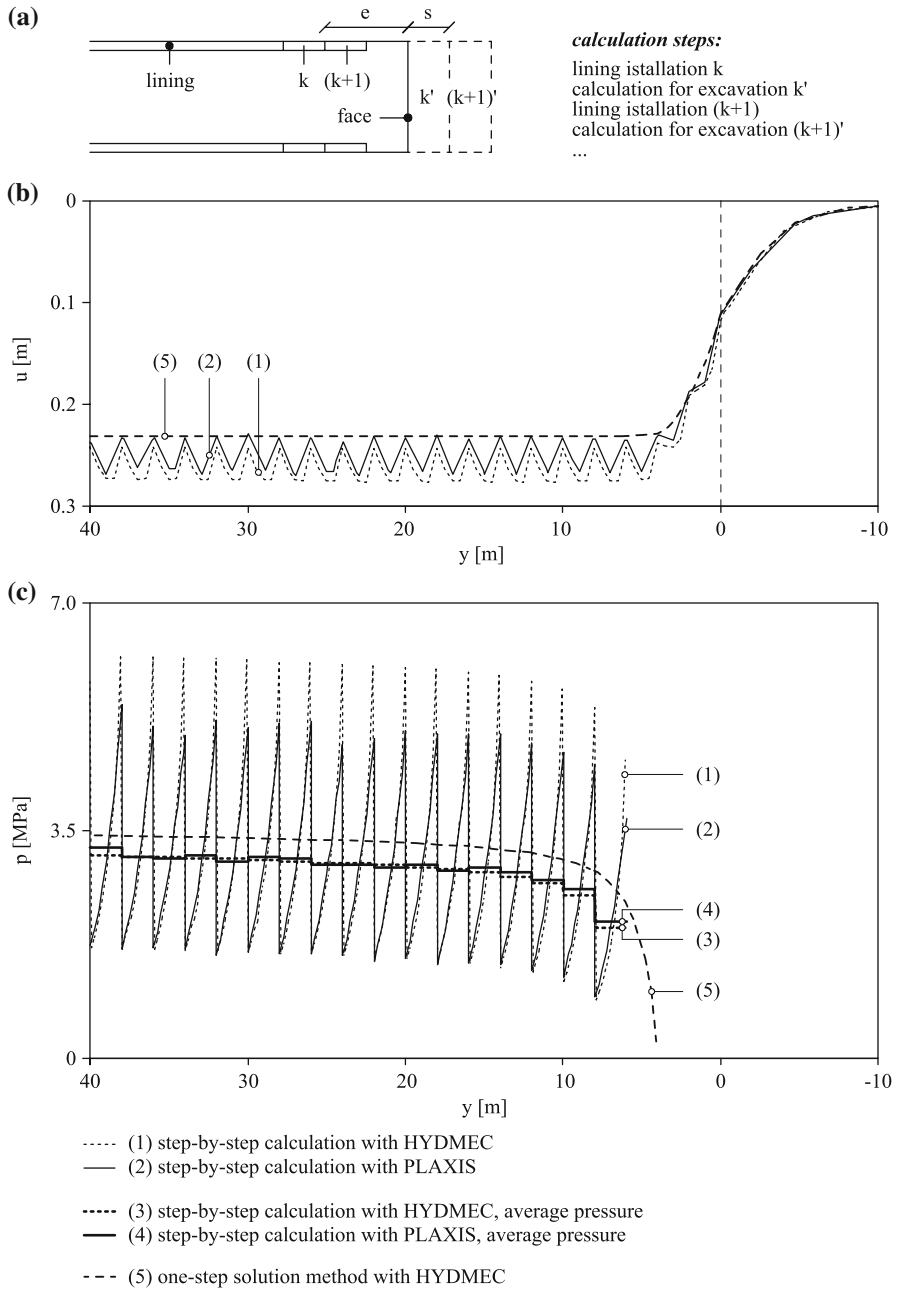 (a)
e
s
lining
k
(k+1)
k'
(k+1)'
face
calculation steps:
lining istallation k
calculation for excavation k'
lining istallation (k+1)
calculation for excavation (k+1)'
...
(b)
0
0.1
0.2
0.3
u [m]
(5)
(2)
(1)
40
30
20
10
0
-10
y [m]
(c)
7.0
3.5
0
p [MPa]
(1)
(2)
(4)
(3)
(5)
40
30
20
10
0
-10
y [m]
(1) step-by-step calculation with HYDMEC
(2) step-by-step calculation with PLAXIS
(3) step-by-step calculation with HYDMEC, average pressure
(4) step-by-step calculation with PLAXIS, average pressure
(5) one-step solution method with HYDMEC